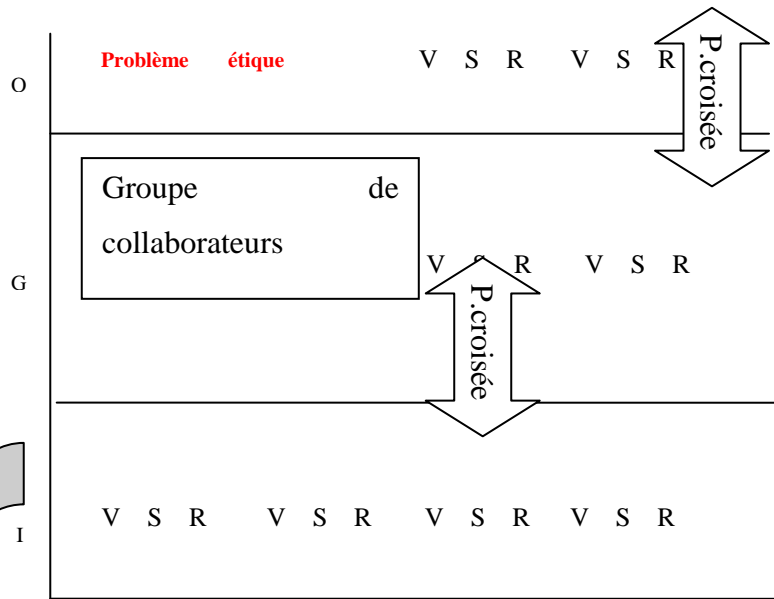 Problème étique V S R V S R
O
P.croisée
Groupe de
collaborateurs
V S R V S R
G
P.croisée
V S R V S R V S R V S R
I